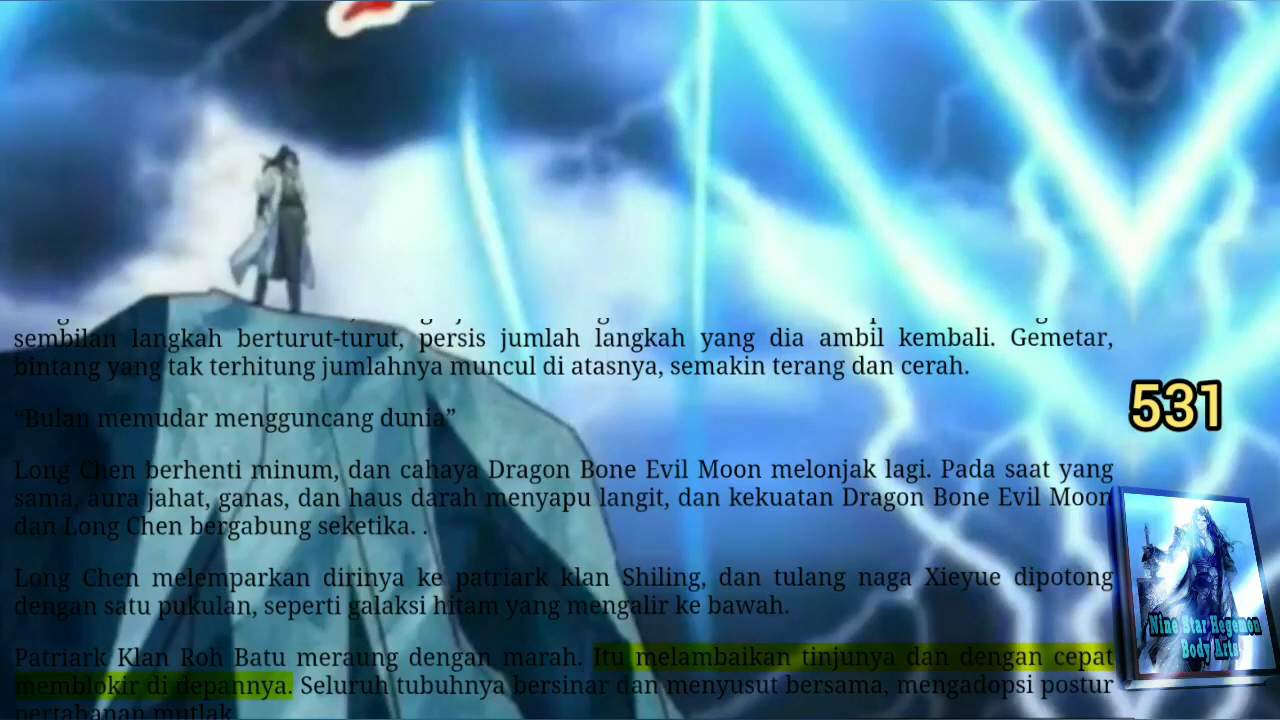 sembilan langkah berturut-turut, persis jumlah langkah yang dia ambil kembali. Gemetar,
bintang yang tak terhitung jumlahnya muncul di atasnya, semakin terang dan cerah.
“Bulan memudar mengguncang dunia”
Long Chen berhenti minum, dan cahaya Dragon Bone Evil Moon melonjak lagi. Pada saat yang
sama, aura jahat, ganas, dan haus darah menyapu langit, dan kekuatan Dragon Bone Evil Moon
dan Long Chen bergabung seketika. .
Long Chen melemparkan dirinya ke patriark klan Shiling, dan tulang naga Xieyue dipotong
dengan satu pukulan, seperti galaksi hitam yang mengalir ke bawah.
Patriark Klan Roh Batu meraung dengan marah. Itu melambaikan tinjunya dan dengan cepat
memblokir di depannya. Seluruh tubuhnya bersinar dan menyusut bersama, mengadopsi postur
pertahanan mutlak
531
Nine Star Hegemon
Body Arts